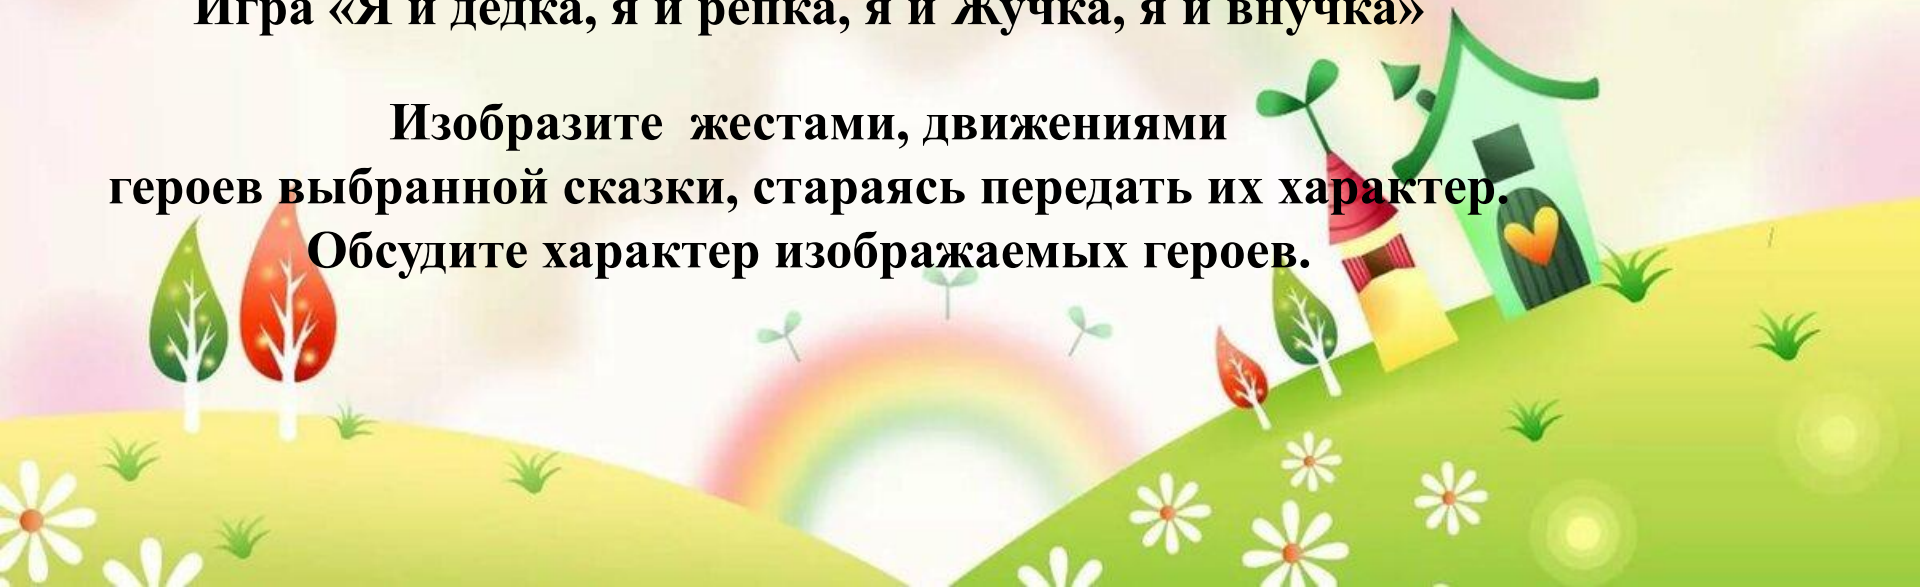 Игра «Я и дедка, я и репка, я и Жучка, я и внучка»
Изобразите жестами, движениями
героев выбранной сказки, стараясь передать их характер.
Обсудите характер изображаемых героев.